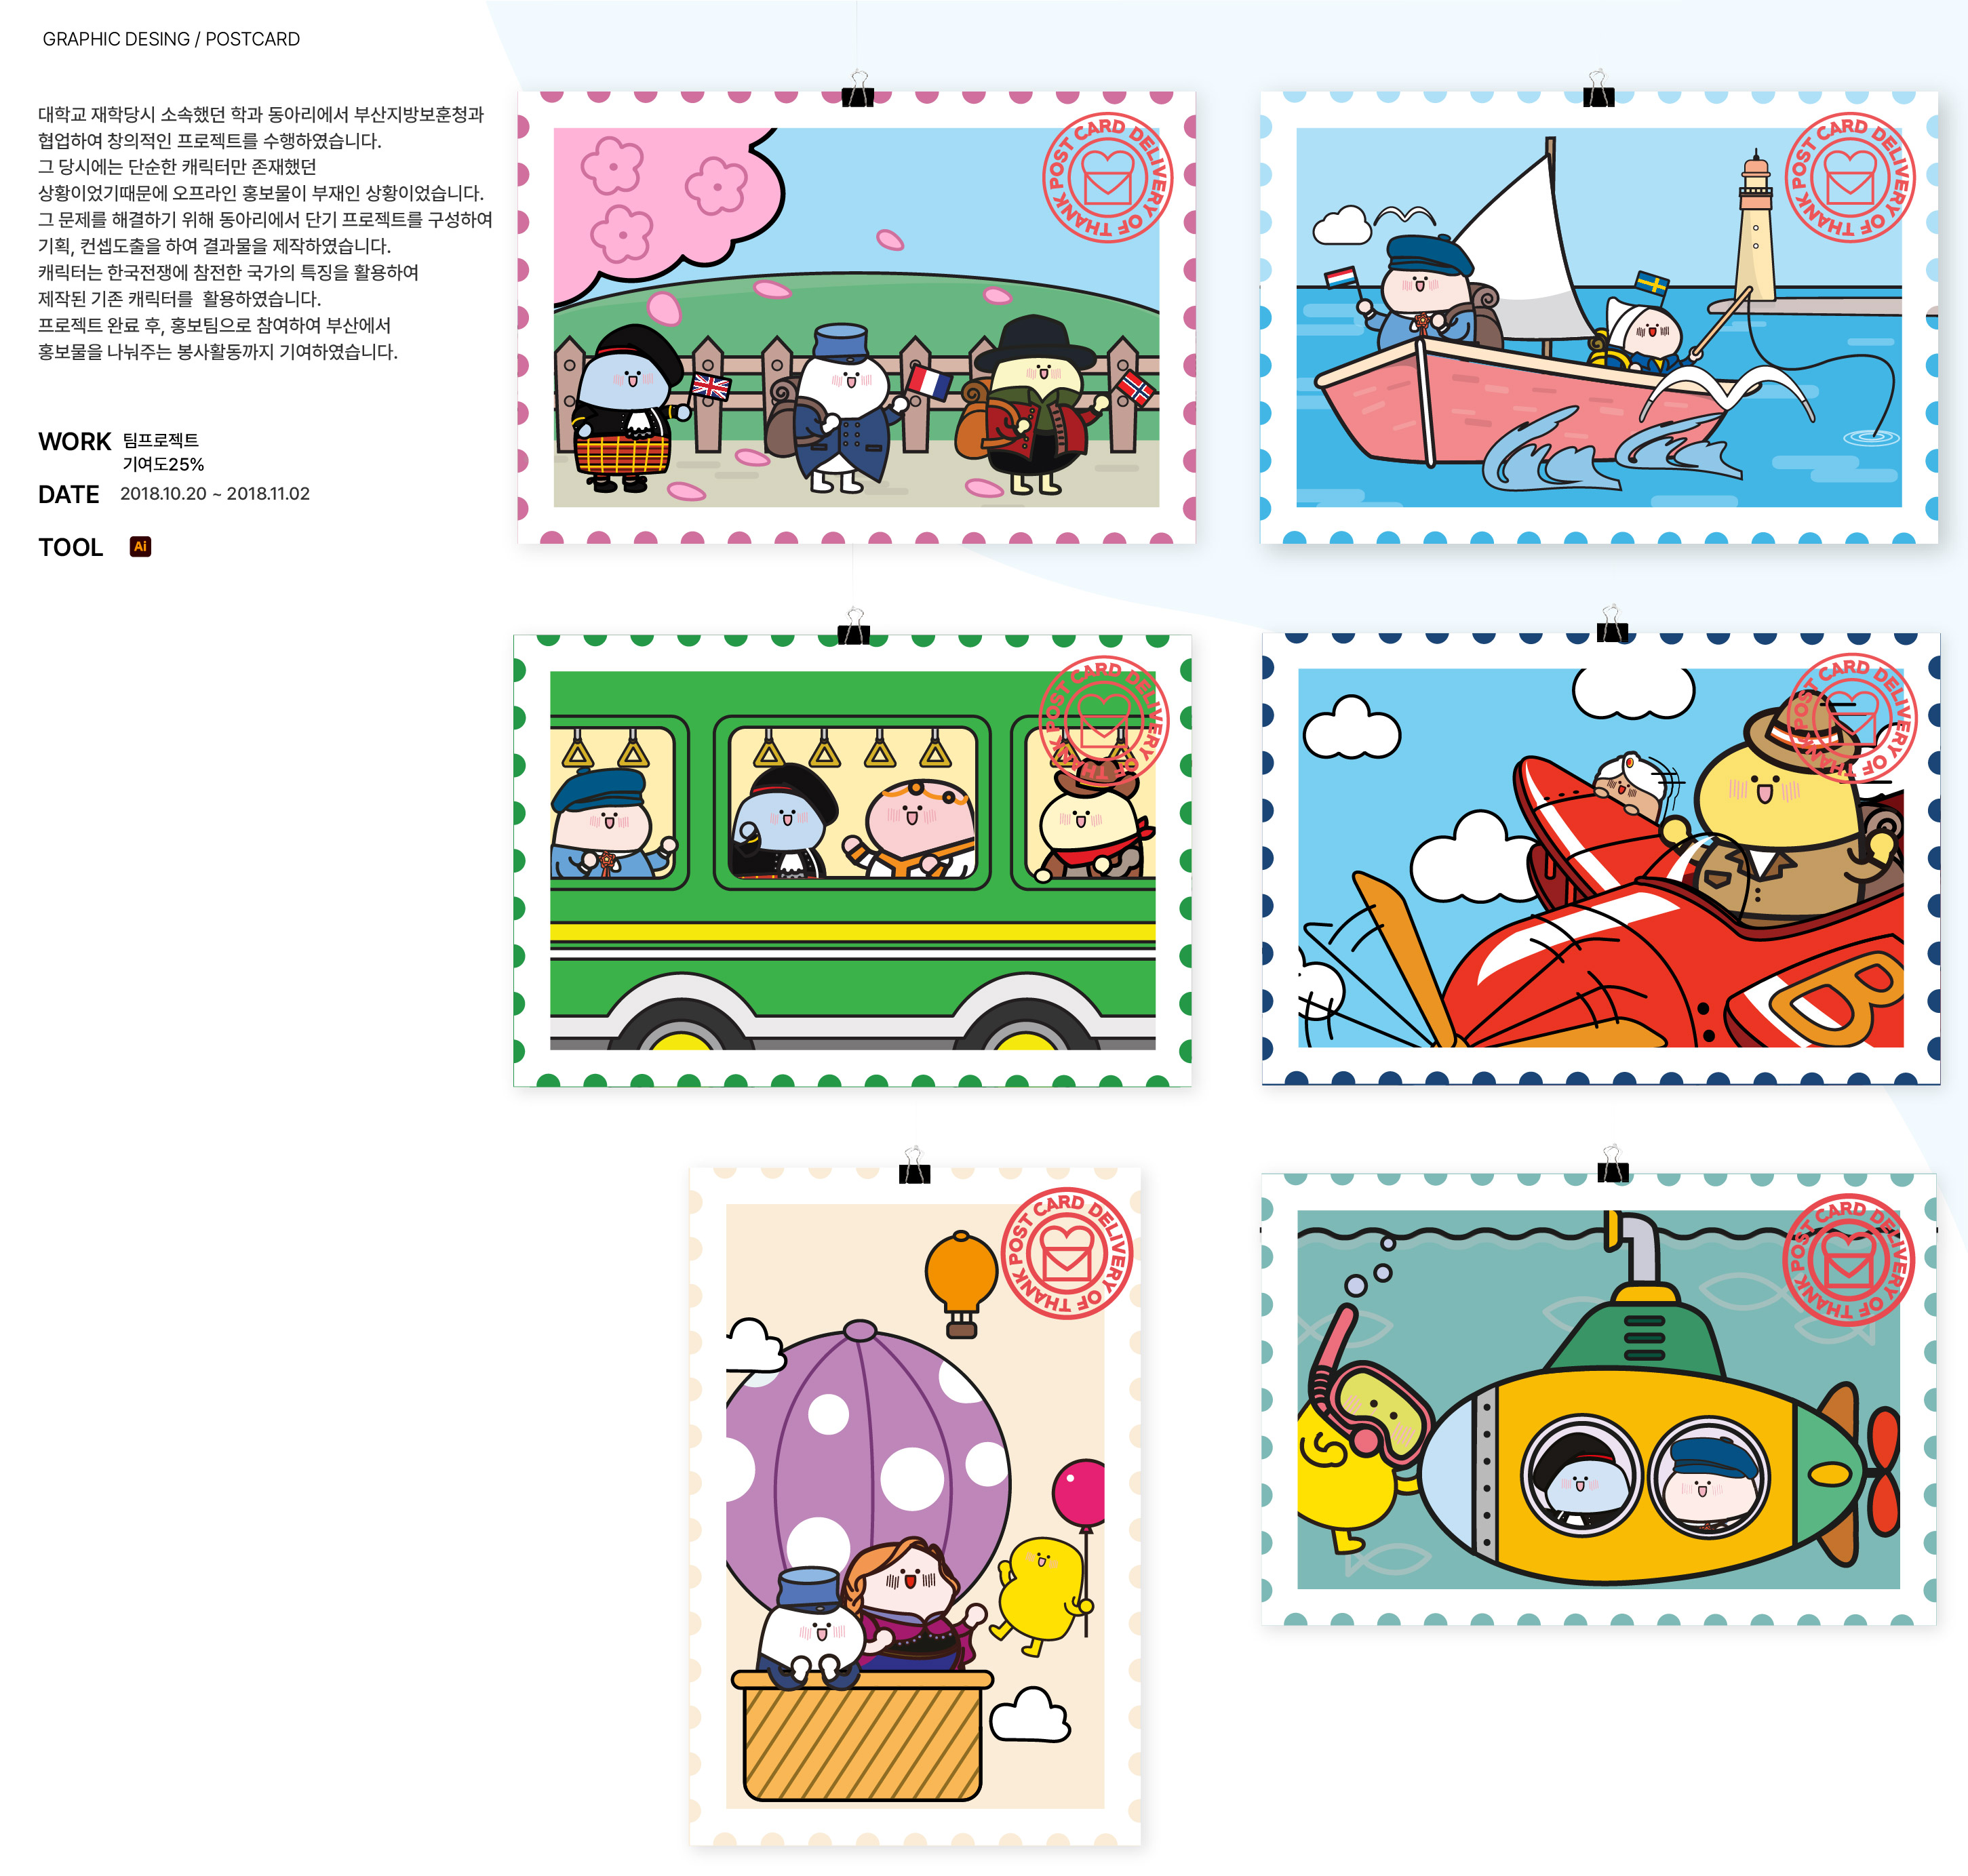 GRAPHIC DESING / POSTCARD
대학교 재학당시 소속했던 학과 동아리에서 부산지방보훈청과
협업하여 창의적인 프로젝트를 수행하였습니다.
그 당시에는 단순한 캐릭터만 존재했던
상황이었기때문에 오프라인 홍보물이 부재인 상황이었습니다.
그 문제를 해결하기 위해 동아리에서 단기 프로젝트를 구성하여
기획, 컨셉도출을 하여 결과물을 제작하였습니다.
캐릭터는 한국전쟁에 참전한 국가의 특징을 활용하여
제작된 기존 캐릭터를 활용하였습니다.
프로젝트 완료 후, 홍보팀으로 참여하여 부산에서
홍보물을 나눠주는 봉사활동까지 기여하였습니다.
WORK 팀프로젝트
기여도25%
DATE 2018.10.20 ~ 2018.11.02
TOOL Ai
POST CARD DELIVERY OF THANK
POST CARD DELIVERY OF THANK
POST CARD DELIVERY OF THANK
POST CARD DELIVERY OF THANK
B
POST CARD DELIVERY OF THANK
POST CARD DELIVERY OF THANK